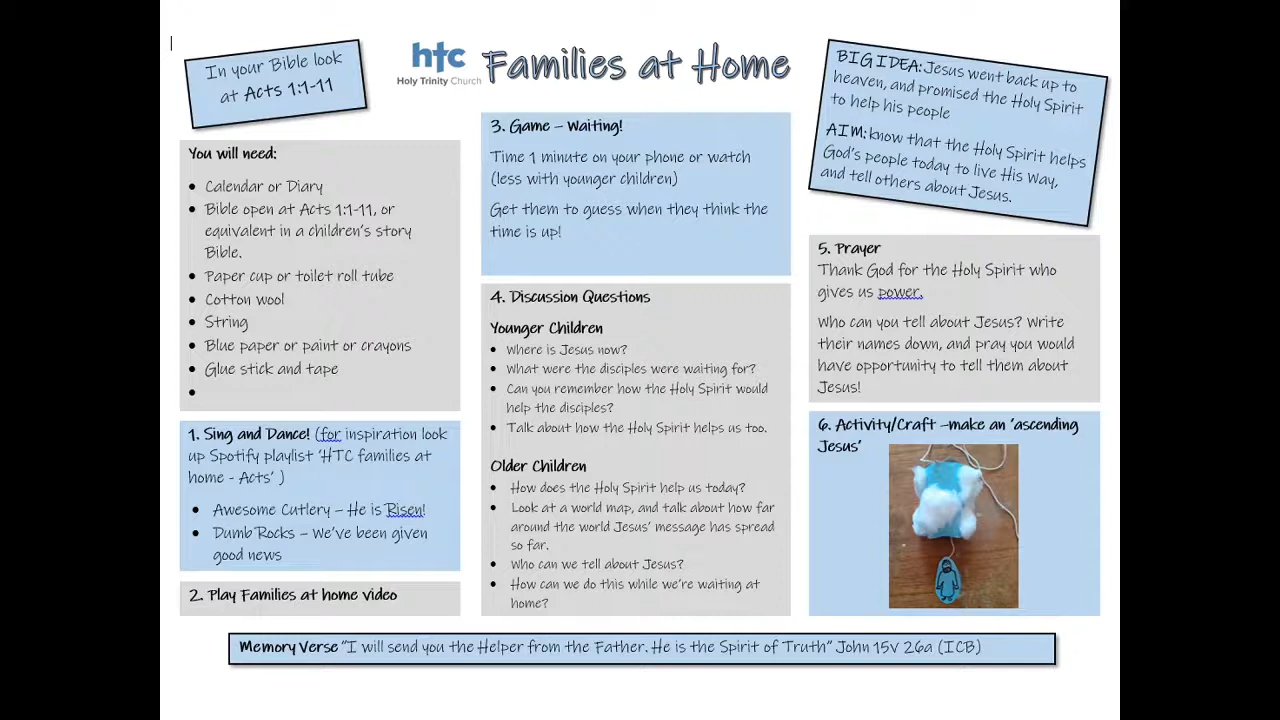 In your Bible look
at Acts 1:1-11
htc
Holy Trinity Church
Families at Home
BIG IDEA: Jesus went back up to
heaven, and promised the Holy Spirit
to help his people
AIM: know that the Holy Spirit helps
God's people today to live His way,
and tell others about Jesus.
You will need:
• Calendar or Diary
• Bible open at Acts 1:1-11, or
equivalent in a children's story
Bible.
• Paper cup or toilet roll tube
• Cotton wool
• String
• Blue paper or paint or crayons
• Glue stick and tape
•
1. Sing and Dance! (for inspiration look
up Spotify playlist 'HTC families at
home - Acts' )
• Awesome Cutlery – He is Risen!
• Dumb Rocks – We've been given
good news
2. Play Families at home video
3. Game – Waiting!
Time 1 minute on your phone or watch
(less with younger children)
Get them to guess when they think the
time is up!
4. Discussion Questions
Younger Children
• Where is Jesus now?
• What were the disciples were waiting for?
• Can you remember how the Holy Spirit would
help the disciples?
• Talk about how the Holy Spirit helps us too.
Older Children
• How does the Holy Spirit help us today?
• Look at a world map, and talk about how far
around the world Jesus' message has spread
so far.
• Who can we tell about Jesus?
• How can we do this while we're waiting at
home?
5. Prayer
Thank God for the Holy Spirit who
gives us power.
Who can you tell about Jesus? Write
their names down, and pray you would
have opportunity to tell them about
Jesus!
6. Activity/Craft –make an 'ascending
Jesus'
Memory Verse "I will send you the Helper from the Father. He is the Spirit of Truth" John 15v 26a (ICB)